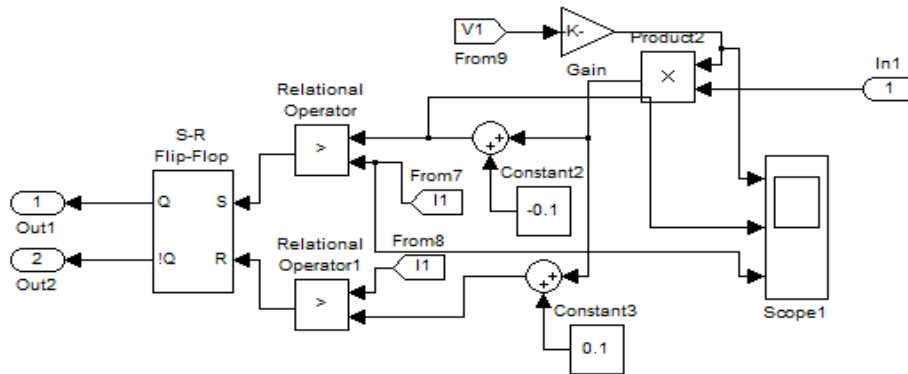 V1
From9
K-
Gain
Product2
×
In1
1
Relational
Operator
>
S-R
Flip-Flop
Q
S
!Q
R
1
Out1
2
Out2
From7
I1
+
+
Constant2
-0.1
Relational
Operator1
>
From8
I1
+
+
Constant3
0.1
Scope1